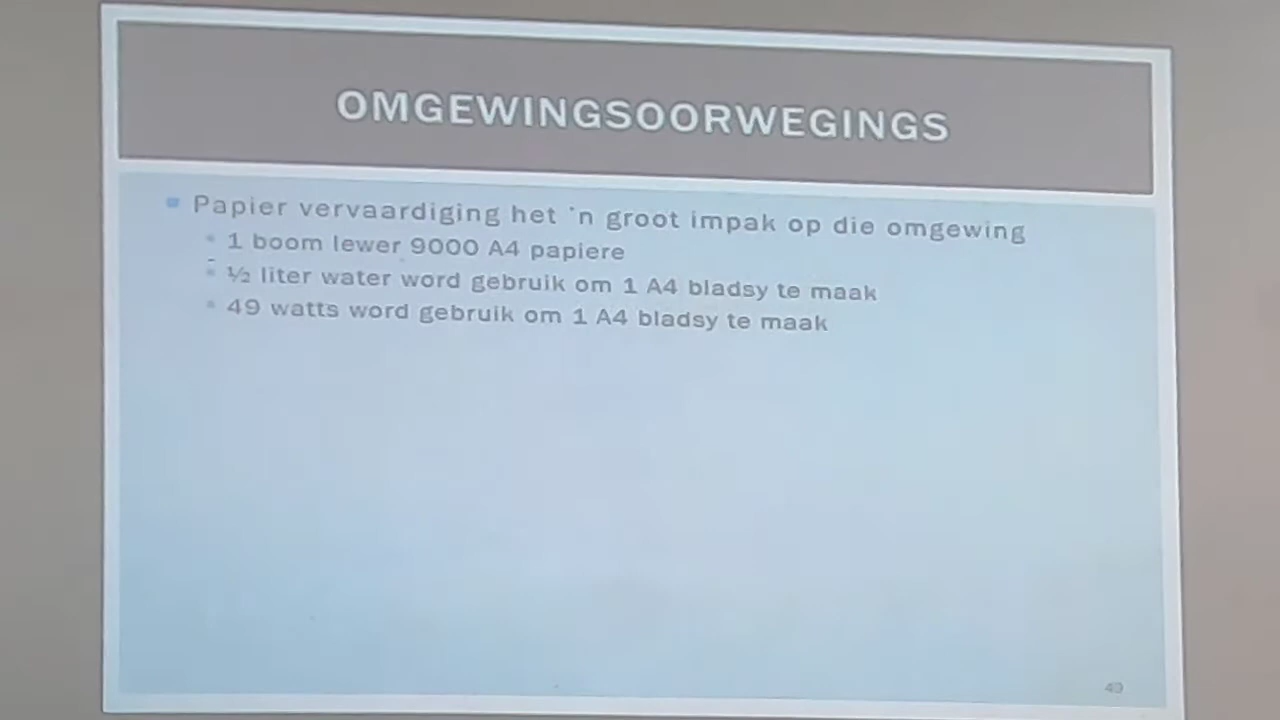 OMGEWINGSOORWEGINGS
Papier vervaardiging het 'n groot impak op die omgewing
1 boom lewer 9000 A4 papiere
½ liter water word gebruik om 1 A4 bladsy te maak
49 watts word gebruik om 1 A4 bladsy te maak